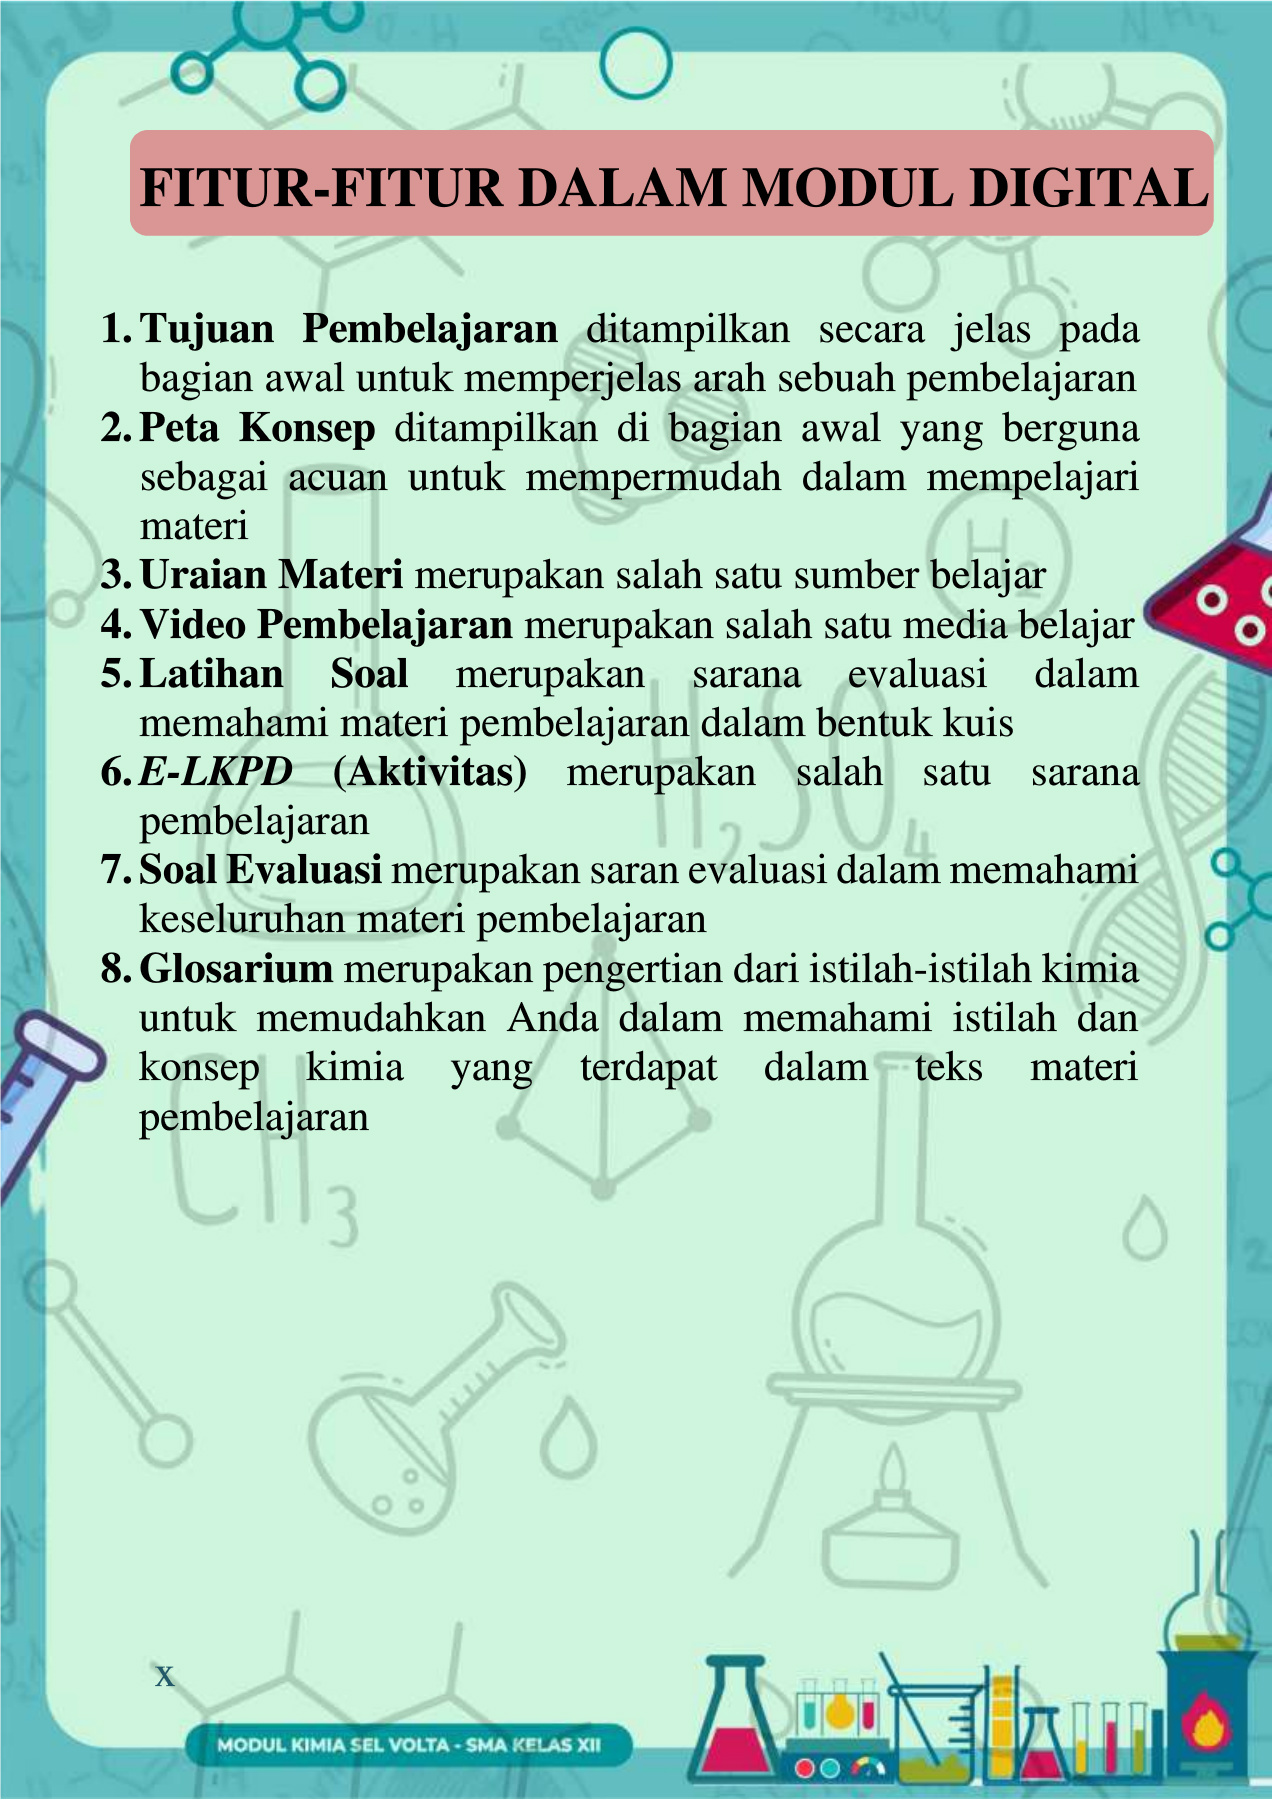 FITUR-FITUR DALAM MODUL DIGITAL
1. Tujuan Pembelajaran ditampilkan secara jelas pada
bagian awal untuk memperjelas arah sebuah pembelajaran
2. Peta Konsep ditampilkan di bagian awal yang berguna
sebagai acuan untuk mempermudah dalam mempelajari
materi
3. Uraian Materi merupakan salah satu sumber belajar
4. Video Pembelajaran merupakan salah satu media belajar
5. Latihan Soal merupakan sarana evaluasi dalam
memahami materi pembelajaran dalam bentuk kuis
6. E-LKPD (Aktivitas) merupakan salah satu sarana
pembelajaran
7. Soal Evaluasi merupakan saran evaluasi dalam memahami
keseluruhan materi pembelajaran
8. Glosarium merupakan pengertian dari istilah-istilah kimia
untuk memudahkan Anda dalam memahami istilah dan
konsep kimia yang terdapat dalam teks materi
pembelajaran
H2
H2SO4
CH3
x
MODUL KIMIA SEL VOLTA - SMA KELAS XII